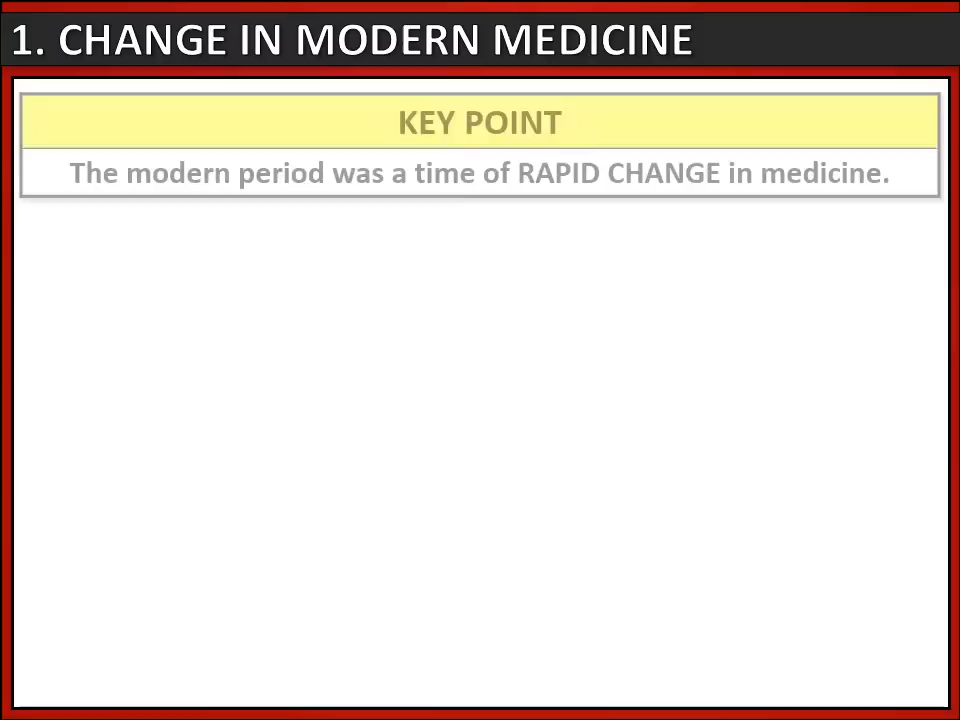 1. CHANGE IN MODERN MEDICINE
KEY POINT
The modern period was a time of RAPID CHANGE in medicine.